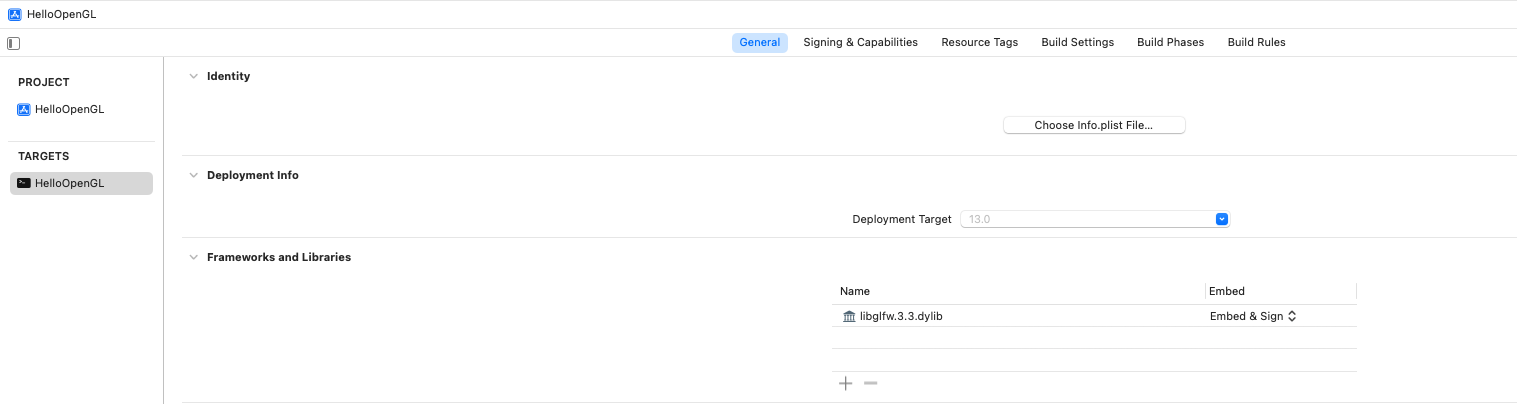 HelloOpenGL
General Signing & Capabilities Resource Tags Build Settings Build Phases Build Rules
PROJECT
HelloOpenGL
TARGETS
HelloOpenGL
Identity
Choose Info.plist File...
Deployment Info
Deployment Target 13.0
Frameworks and Libraries
Name Embed
libglfw.3.3.dylib Embed & Sign